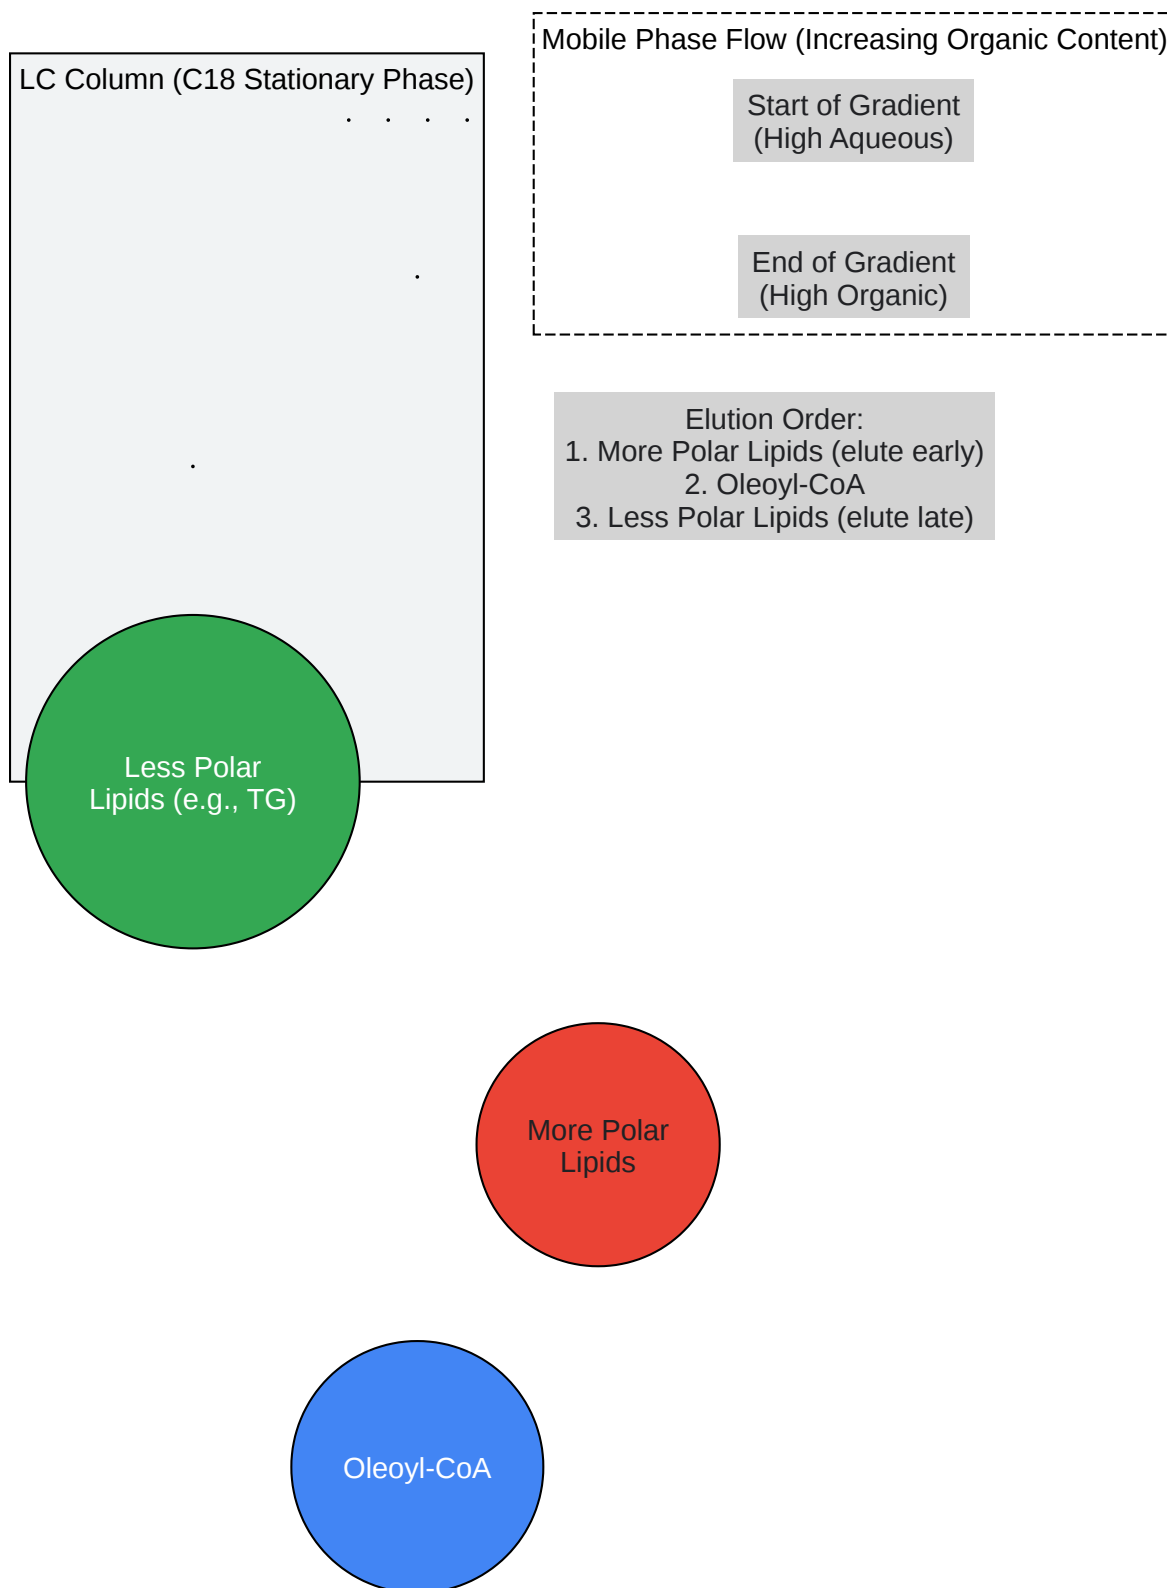 LC Column (C18 Stationary Phase)
Mobile Phase Flow (Increasing Organic Content)
Start of Gradient
(High Aqueous)
End of Gradient
(High Organic)
Elution Order:
1. More Polar Lipids (elute early)
2. Oleoyl-CoA
3. Less Polar Lipids (elute late)
Less Polar
Lipids (e.g., TG)
More Polar
Lipids
Oleoyl-CoA